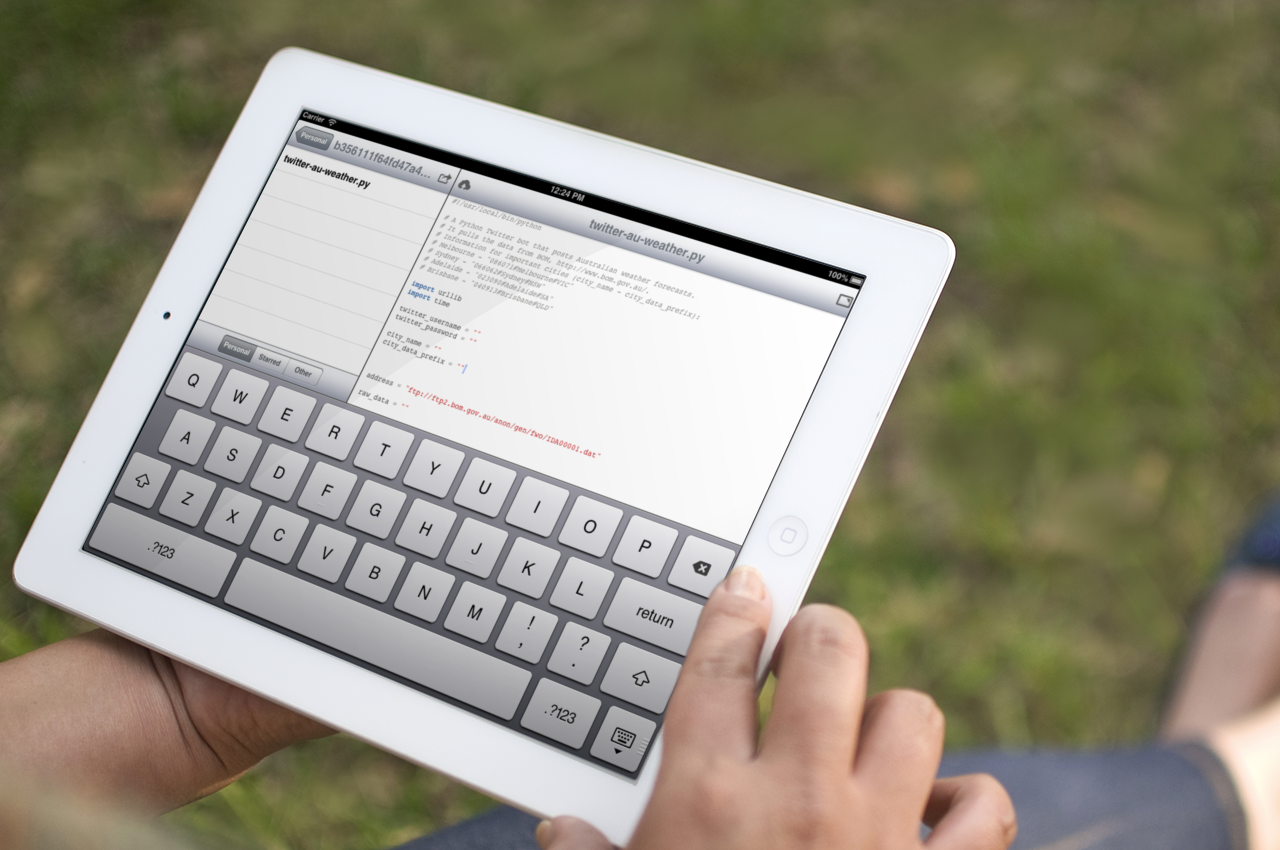 Carrier
12:24 PM
100%
Personal
b356111f64fd47a4...
twitter-au-weather.py
twitter-au-weather.py
#!/usr/local/bin/python
# A Python Twitter bot that posts Australian weather forecasts.
# It pulls the data from BOM, http://www.bom.gov.au/.
# Information for important cities (city_name - city_data_prefix):
# Melbourne - "086071#Melbourne#VIC"
# Sydney - "066062#Sydney#NSW"
# Adelaide - "023090#Adelaide#SA"
# Brisbane - "040913#Brisbane#QLD"
import urllib
import time
twitter_username = ""
twitter_password = ""
city_name = ""
city_data_prefix = ""
address = "ftp://ftp2.bom.gov.au/anon/gen/fwo/IDA00001.dat"
raw_data = ""
Personal Starred Other
Q W E R T Y U I O P
A S D F G H J K L return
Z X C V B N M ! , ? .
.?123 .?123